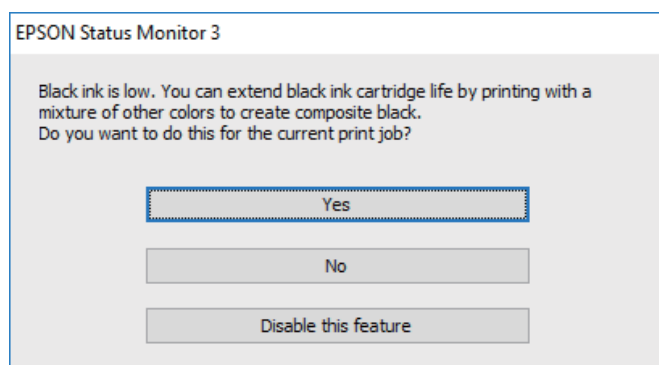 EPSON Status Monitor 3
Black ink is low. You can extend black ink cartridge life by printing with a
mixture of other colors to create composite black.
Do you want to do this for the current print job?
Yes
No
Disable this feature